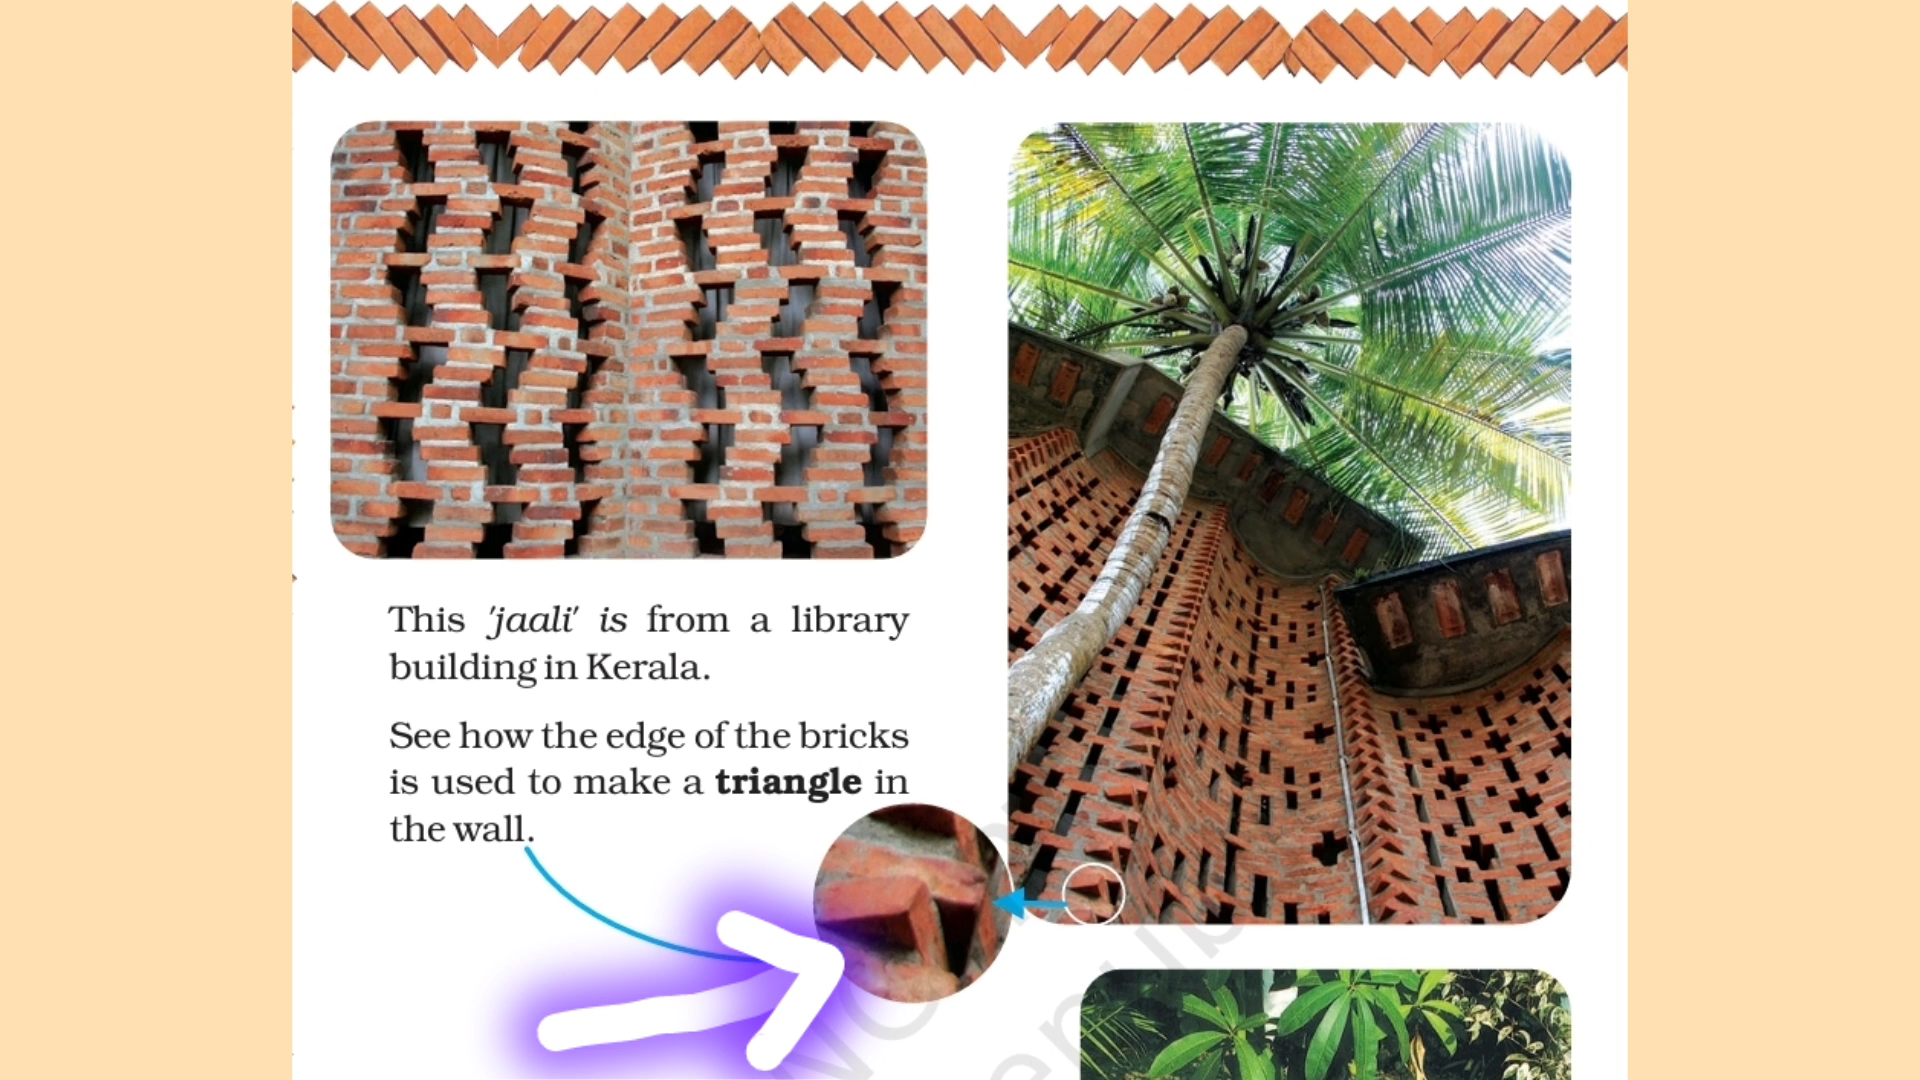 This 'jaali' is from a library
building in Kerala.
See how the edge of the bricks
is used to make a triangle in
the wall.